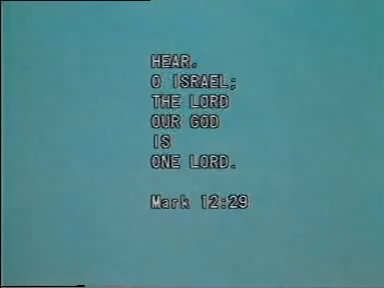 HEAR,
O ISRAEL;
THE LORD
OUR GOD
IS
ONE LORD.
Mark 12:29